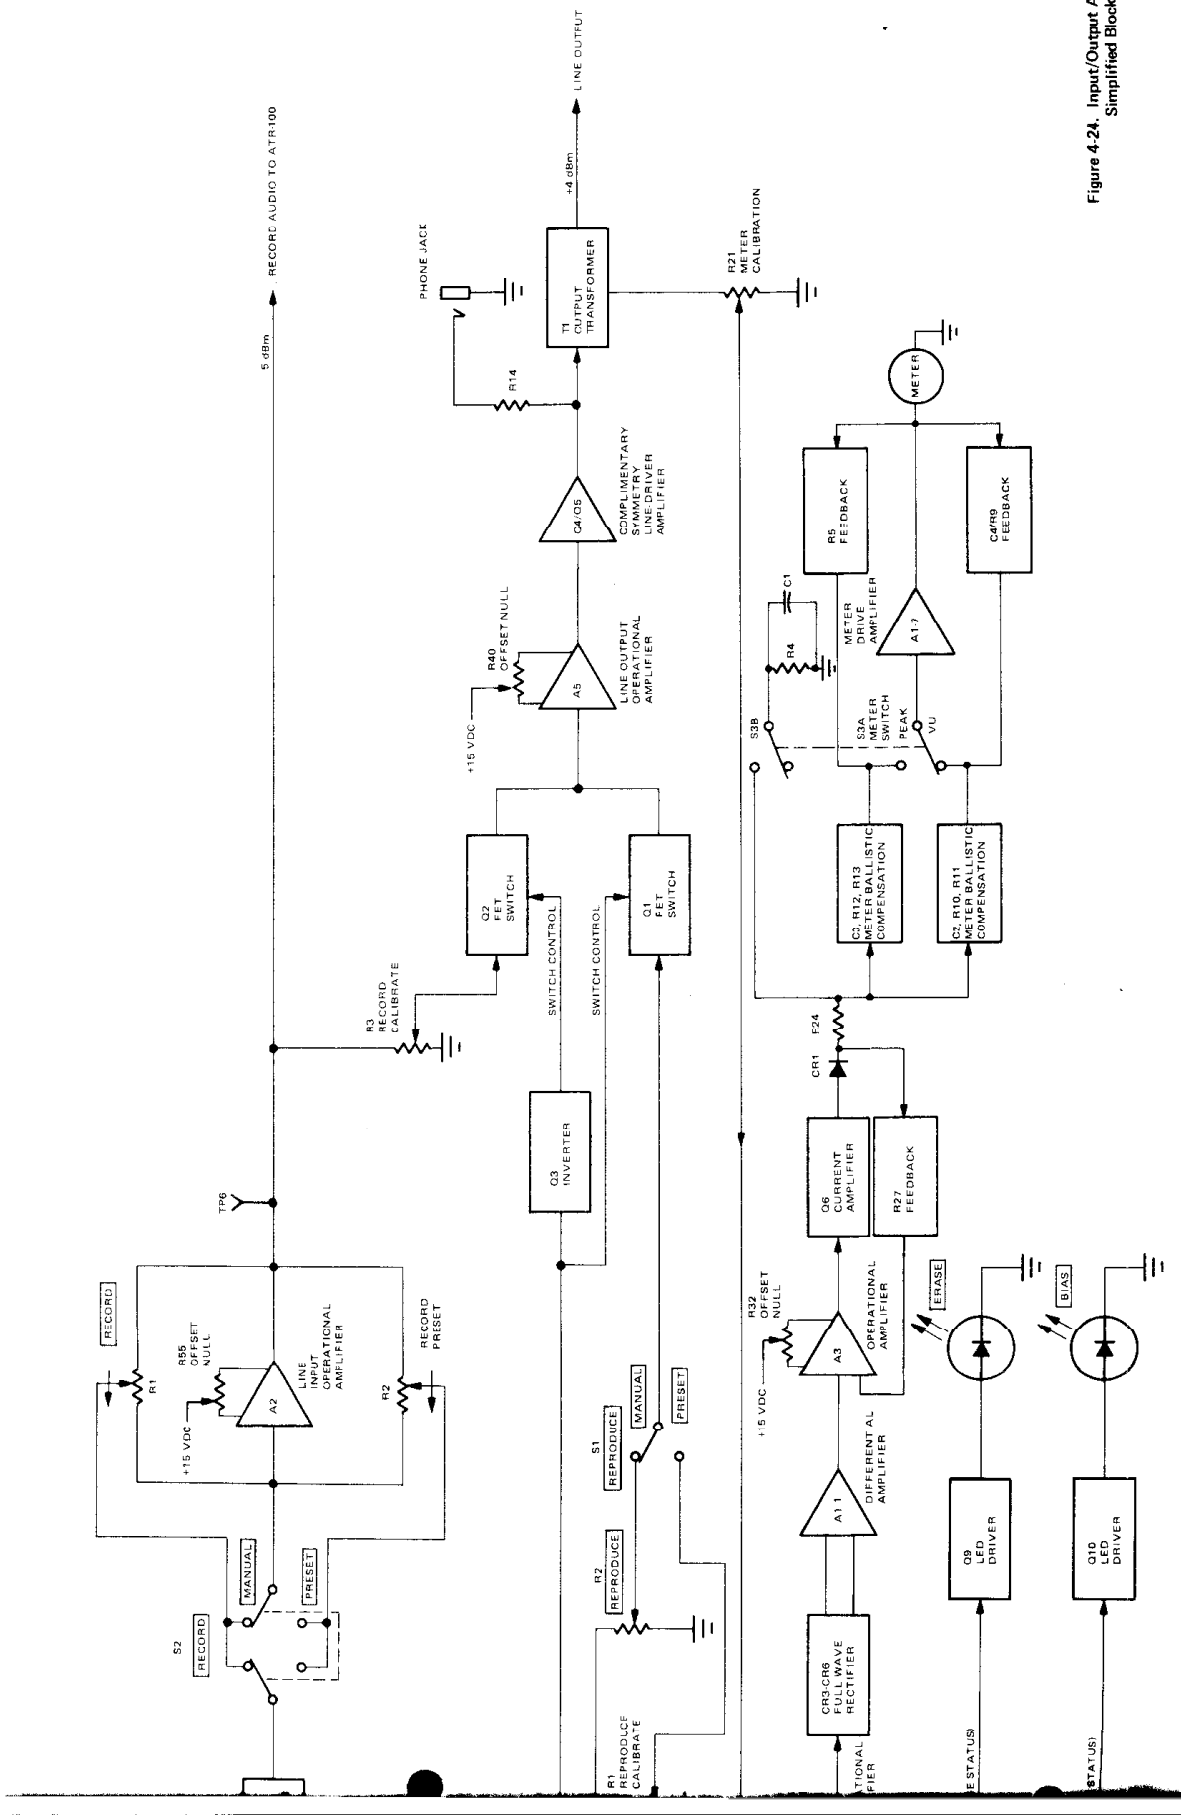 Figure 4-24. Input/Output A
Simplified Block
RECORD AUDIO TO ATR-100
5 dBm
TP6
RECORD
R1
R55
OFFSET
NULL
+15 VDC
A2
LINE
INPUT
OPERATIONAL
AMPLIFIER
R2
RECORD
PRESET
S2
RECORD
MANUAL
PRESET
R3
RECORD
CALIBRATE
LINE OUTPUT
+4 dBm
PHONE JACK
T1
OUTPUT
TRANSFORMER
R14
COMPLIMENTARY
SYMMETRY
LINE-DRIVER
AMPLIFIER
R40
OFFSET NULL
+15 VDC
A5
LINE OUTPUT
OPERATIONAL
AMPLIFIER
Q2
FET
SWITCH
Q1
FET
SWITCH
SWITCH CONTROL
SWITCH CONTROL
Q3
INVERTER
S1
REPRODUCE
MANUAL
PRESET
R2
REPRODUCE
R1
REPRODUCE
CALIBRATE
R21
METER
CALIBRATION
METER
R5
FEEDBACK
C4/R9
FEEDBACK
C1
R4
METER
DRIVE
AMPLIFIER
S3B
S3A
METER
SWITCH
PEAK
VU
R12, R13
METER BALLISTIC
COMPENSATION
C2, R10, R11
METER BALLISTIC
COMPENSATION
CR1
Q6
CURRENT
AMPLIFIER
R27
FEEDBACK
R32
OFFSET
NULL
+15 VDC
A3
OPERATIONAL
AMPLIFIER
A1-1
DIFFERENTIAL
AMPLIFIER
CR3-CR6
FULL WAVE
RECTIFIER
TIONAL
FIER
ERASE
Q9
LED
DRIVER
E STATUS)
BIAS
Q10
LED
DRIVER
STATUS)